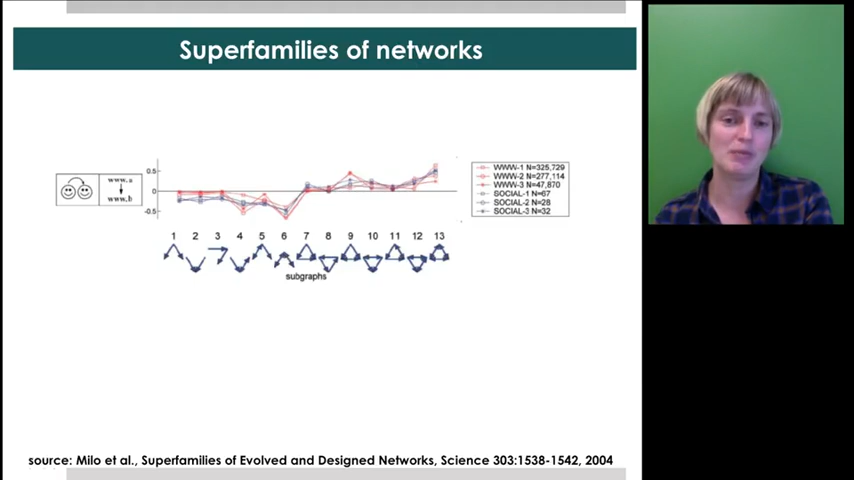 Superfamilies of networks
www.a
www.b
0.5
0
-0.5
WWW-1 N=325,729
WWW-2 N=277,114
WWW-3 N=47,870
SOCIAL-1 N=67
SOCIAL-2 N=28
SOCIAL-3 N=32
1 2 3 4 5 6 7 8 9 10 11 12 13
subgraphs
source: Milo et al., Superfamilies of Evolved and Designed Networks, Science 303:1538-1542, 2004